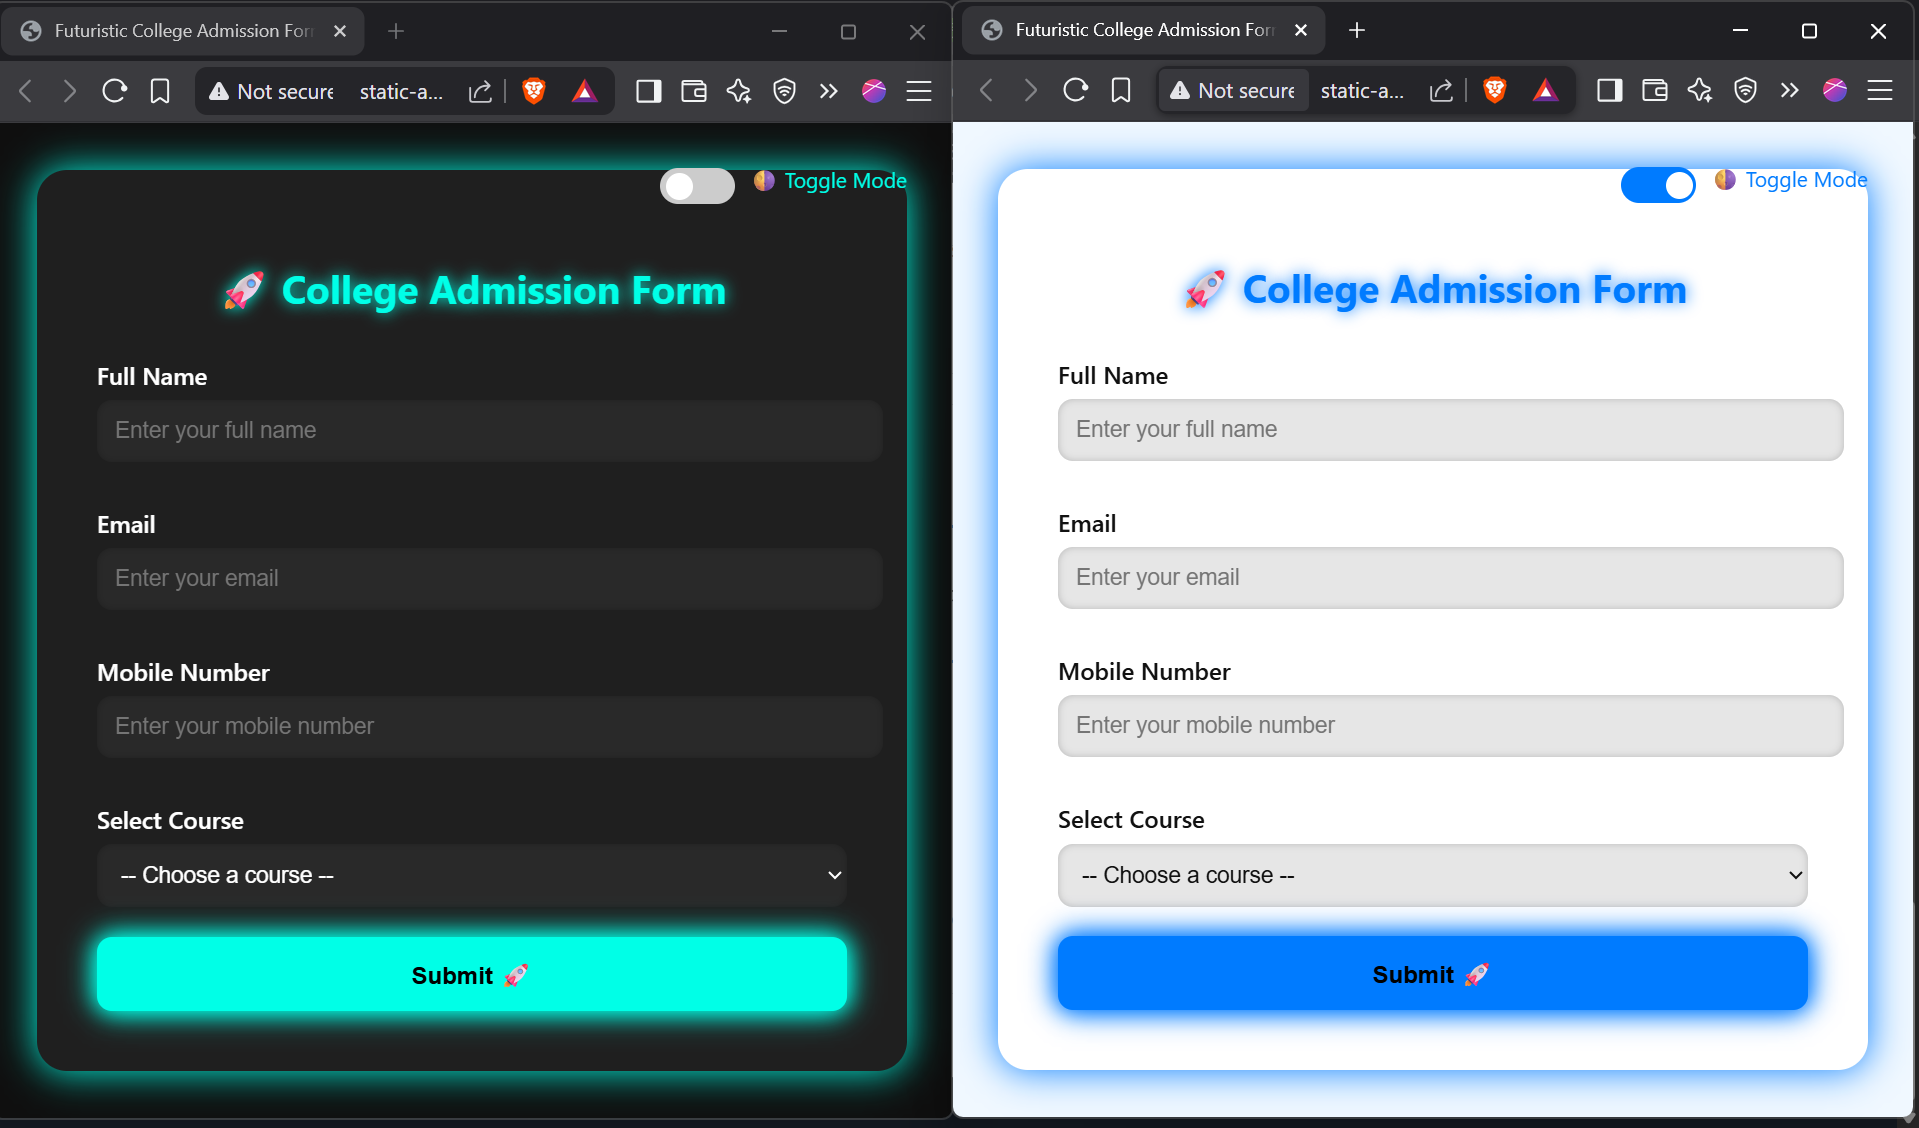 Futuristic College Admission For
Not secure
static-a...
🌗 Toggle Mode
🚀 College Admission Form
Full Name
Enter your full name
Email
Enter your email
Mobile Number
Enter your mobile number
Select Course
-- Choose a course --
Submit 🚀
Futuristic College Admission For
Not secure
static-a...
🌗 Toggle Mode
🚀 College Admission Form
Full Name
Enter your full name
Email
Enter your email
Mobile Number
Enter your mobile number
Select Course
-- Choose a course --
Submit 🚀